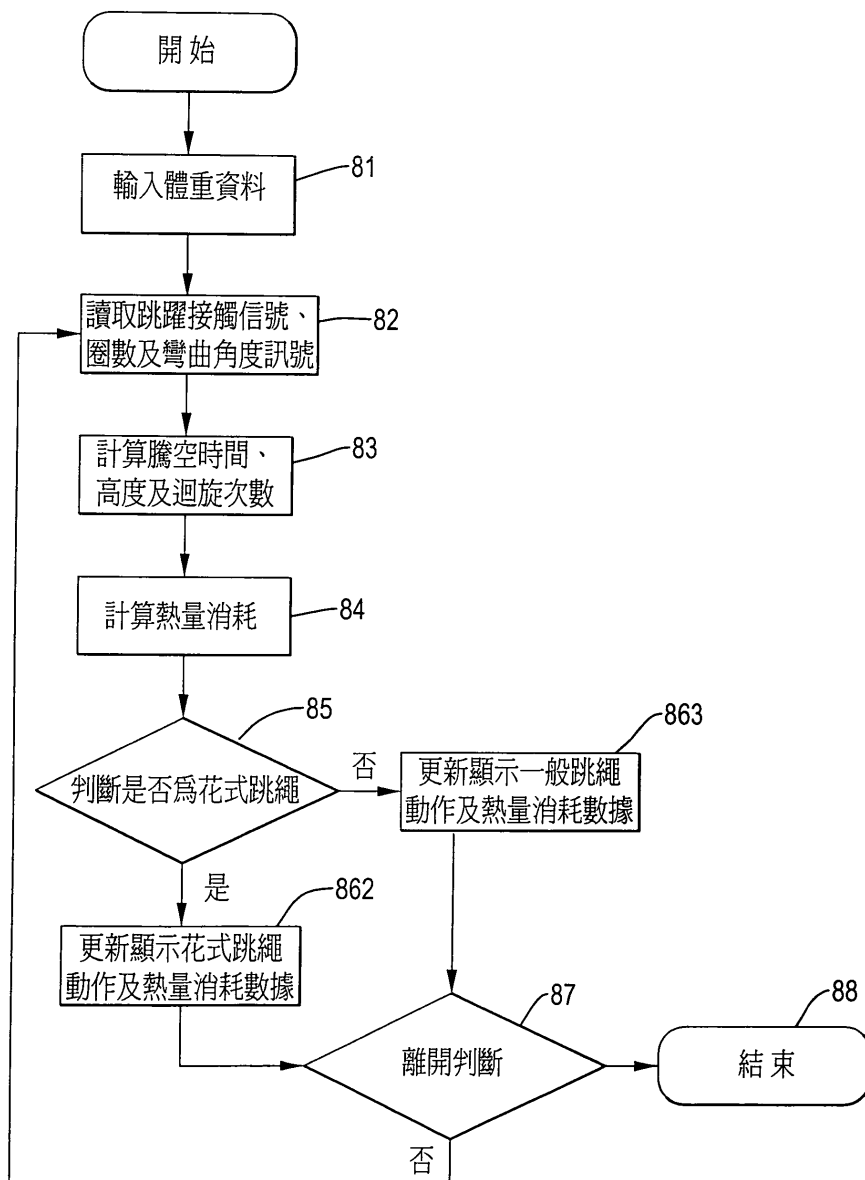 開始
輸入體重資料
81
讀取跳躍接觸信號、
圈數及彎曲角度訊號
82
計算騰空時間、
高度及迴旋次數
83
計算熱量消耗
84
判斷是否為花式跳繩
85
否
更新顯示一般跳繩
動作及熱量消耗數據
863
是
更新顯示花式跳繩
動作及熱量消耗數據
862
離開判斷
87
結束
88
否